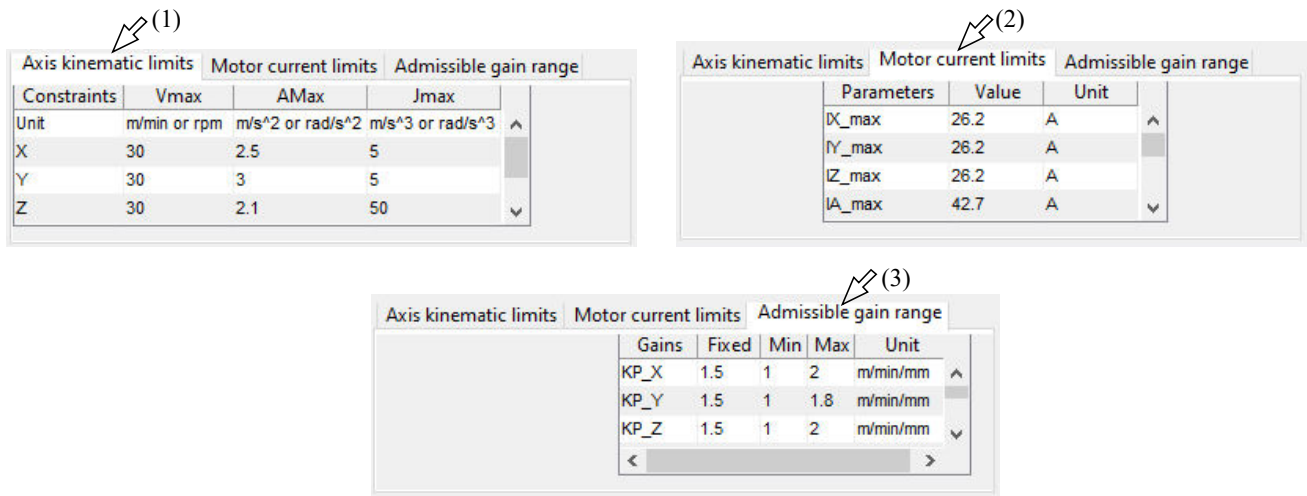 (1)
Axis kinematic limits Motor current limits Admissible gain range
Constraints Vmax AMax Jmax
Unit m/min or rpm m/s^2 or rad/s^2 m/s^3 or rad/s^3
X 30 2.5 5
Y 30 3 5
Z 30 2.1 50
(2)
Axis kinematic limits Motor current limits Admissible gain range
Parameters Value Unit
IX_max 26.2 A
IY_max 26.2 A
IZ_max 26.2 A
IA_max 42.7 A
(3)
Axis kinematic limits Motor current limits Admissible gain range
Gains Fixed Min Max Unit
KP_X 1.5 1 2 m/min/mm
KP_Y 1.5 1 1.8 m/min/mm
KP_Z 1.5 1 2 m/min/mm